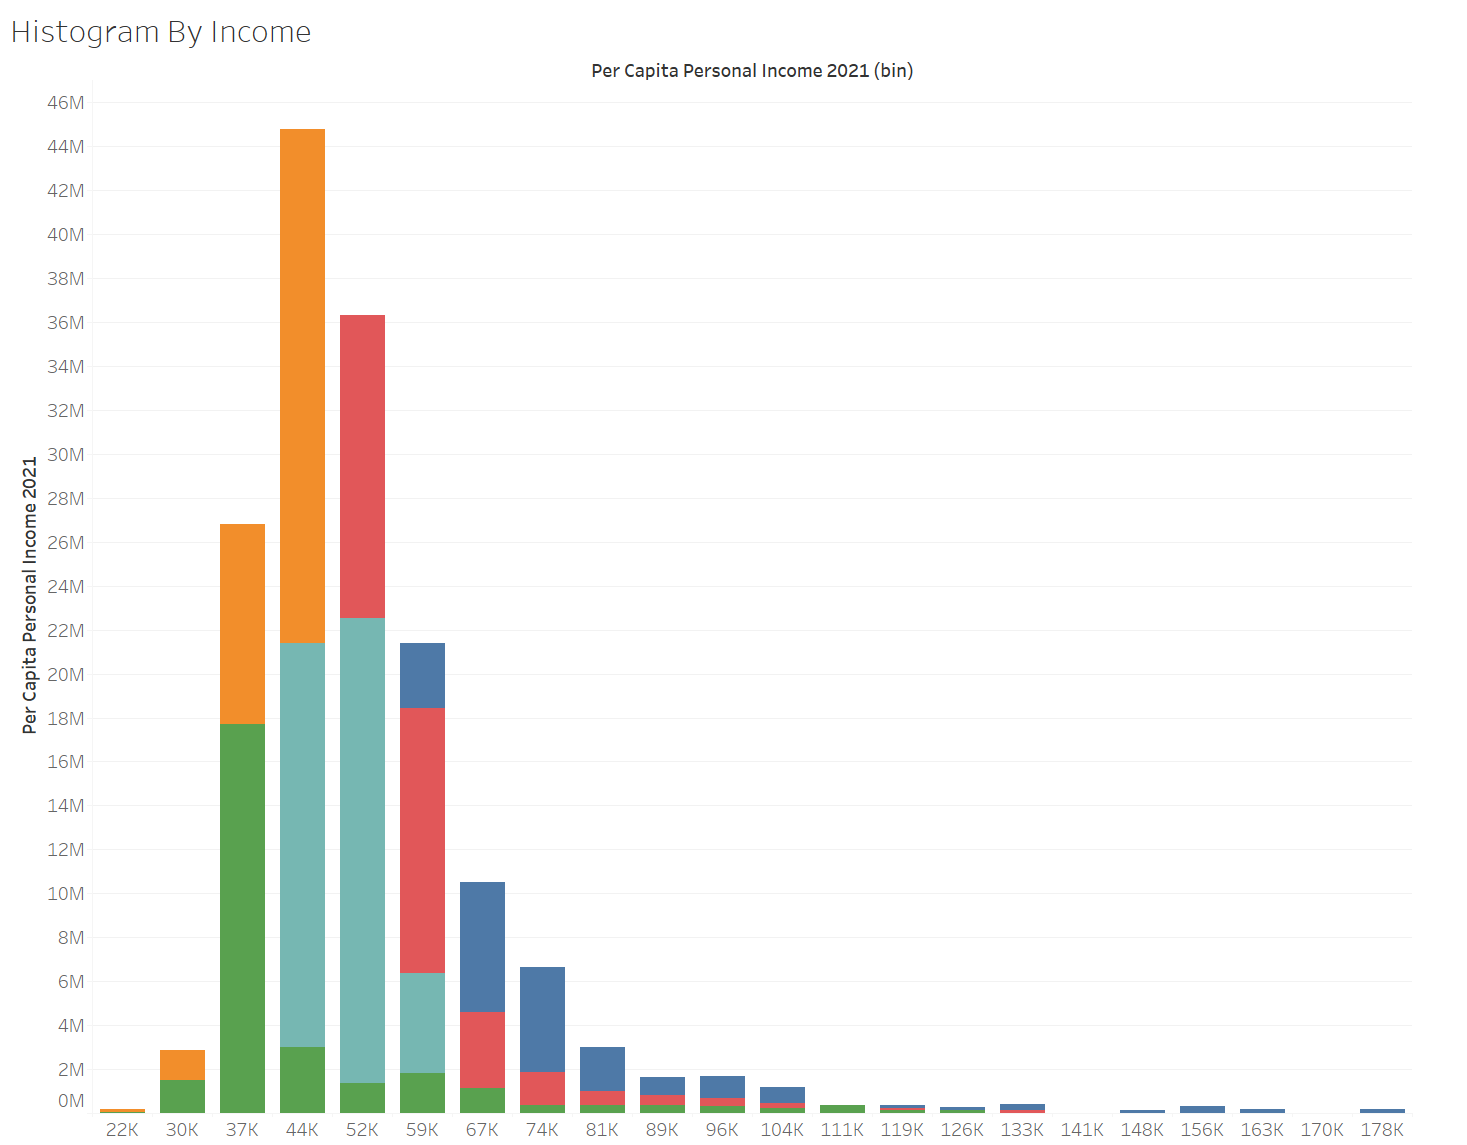 Histogram By Income
Per Capita Personal Income 2021 (bin)
Per Capita Personal Income 2021
46M
44M
42M
40M
38M
36M
34M
32M
30M
28M
26M
24M
22M
20M
18M
16M
14M
12M
10M
8M
6M
4M
2M
0M
22K 30K 37K 44K 52K 59K 67K 74K 81K 89K 96K 104K 111K 119K 126K 133K 141K 148K 156K 163K 170K 178K